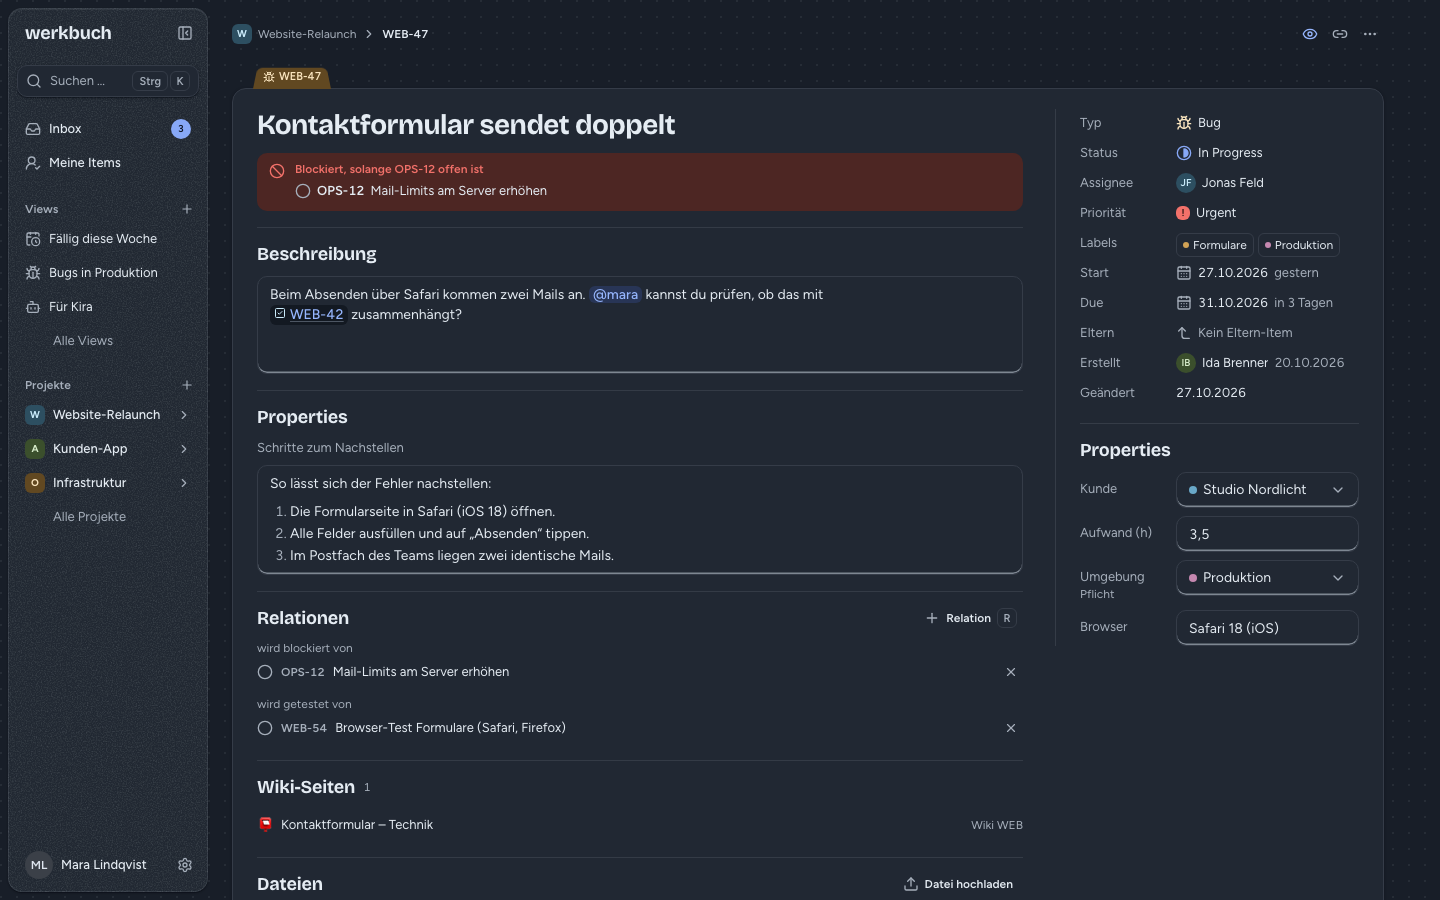 werkbuch
Suchen ... Strg K
Inbox 3
Meine Items
Views
Fällig diese Woche
Bugs in Produktion
Für Kira
Alle Views
Projekte
W Website-Relaunch
A Kunden-App
O Infrastruktur
Alle Projekte
ML Mara Lindqvist
W Website-Relaunch WEB-47
WEB-47
Kontaktformular sendet doppelt
Blockiert, solange OPS-12 offen ist
OPS-12 Mail-Limits am Server erhöhen
Beschreibung
Beim Absenden über Safari kommen zwei Mails an. @mara kannst du prüfen, ob das mit
WEB-42 zusammenhängt?
Properties
Schritte zum Nachstellen
So lässt sich der Fehler nachstellen:
1. Die Formularseite in Safari (iOS 18) öffnen.
2. Alle Felder ausfüllen und auf „Absenden“ tippen.
3. Im Postfach des Teams liegen zwei identische Mails.
Relationen
Relation R
wird blockiert von
OPS-12 Mail-Limits am Server erhöhen
wird getestet von
WEB-54 Browser-Test Formulare (Safari, Firefox)
Wiki-Seiten 1
Kontaktformular – Technik Wiki WEB
Dateien
Datei hochladen
Typ Bug
Status In Progress
Assignee JF Jonas Feld
Priorität Urgent
Labels Formulare Produktion
Start 27.10.2026 gestern
Due 31.10.2026 in 3 Tagen
Eltern Kein Eltern-Item
Erstellt IB Ida Brenner 20.10.2026
Geändert 27.10.2026
Properties
Kunde Studio Nordlicht
Aufwand (h) 3,5
Umgebung Produktion
Pflicht
Browser Safari 18 (iOS)